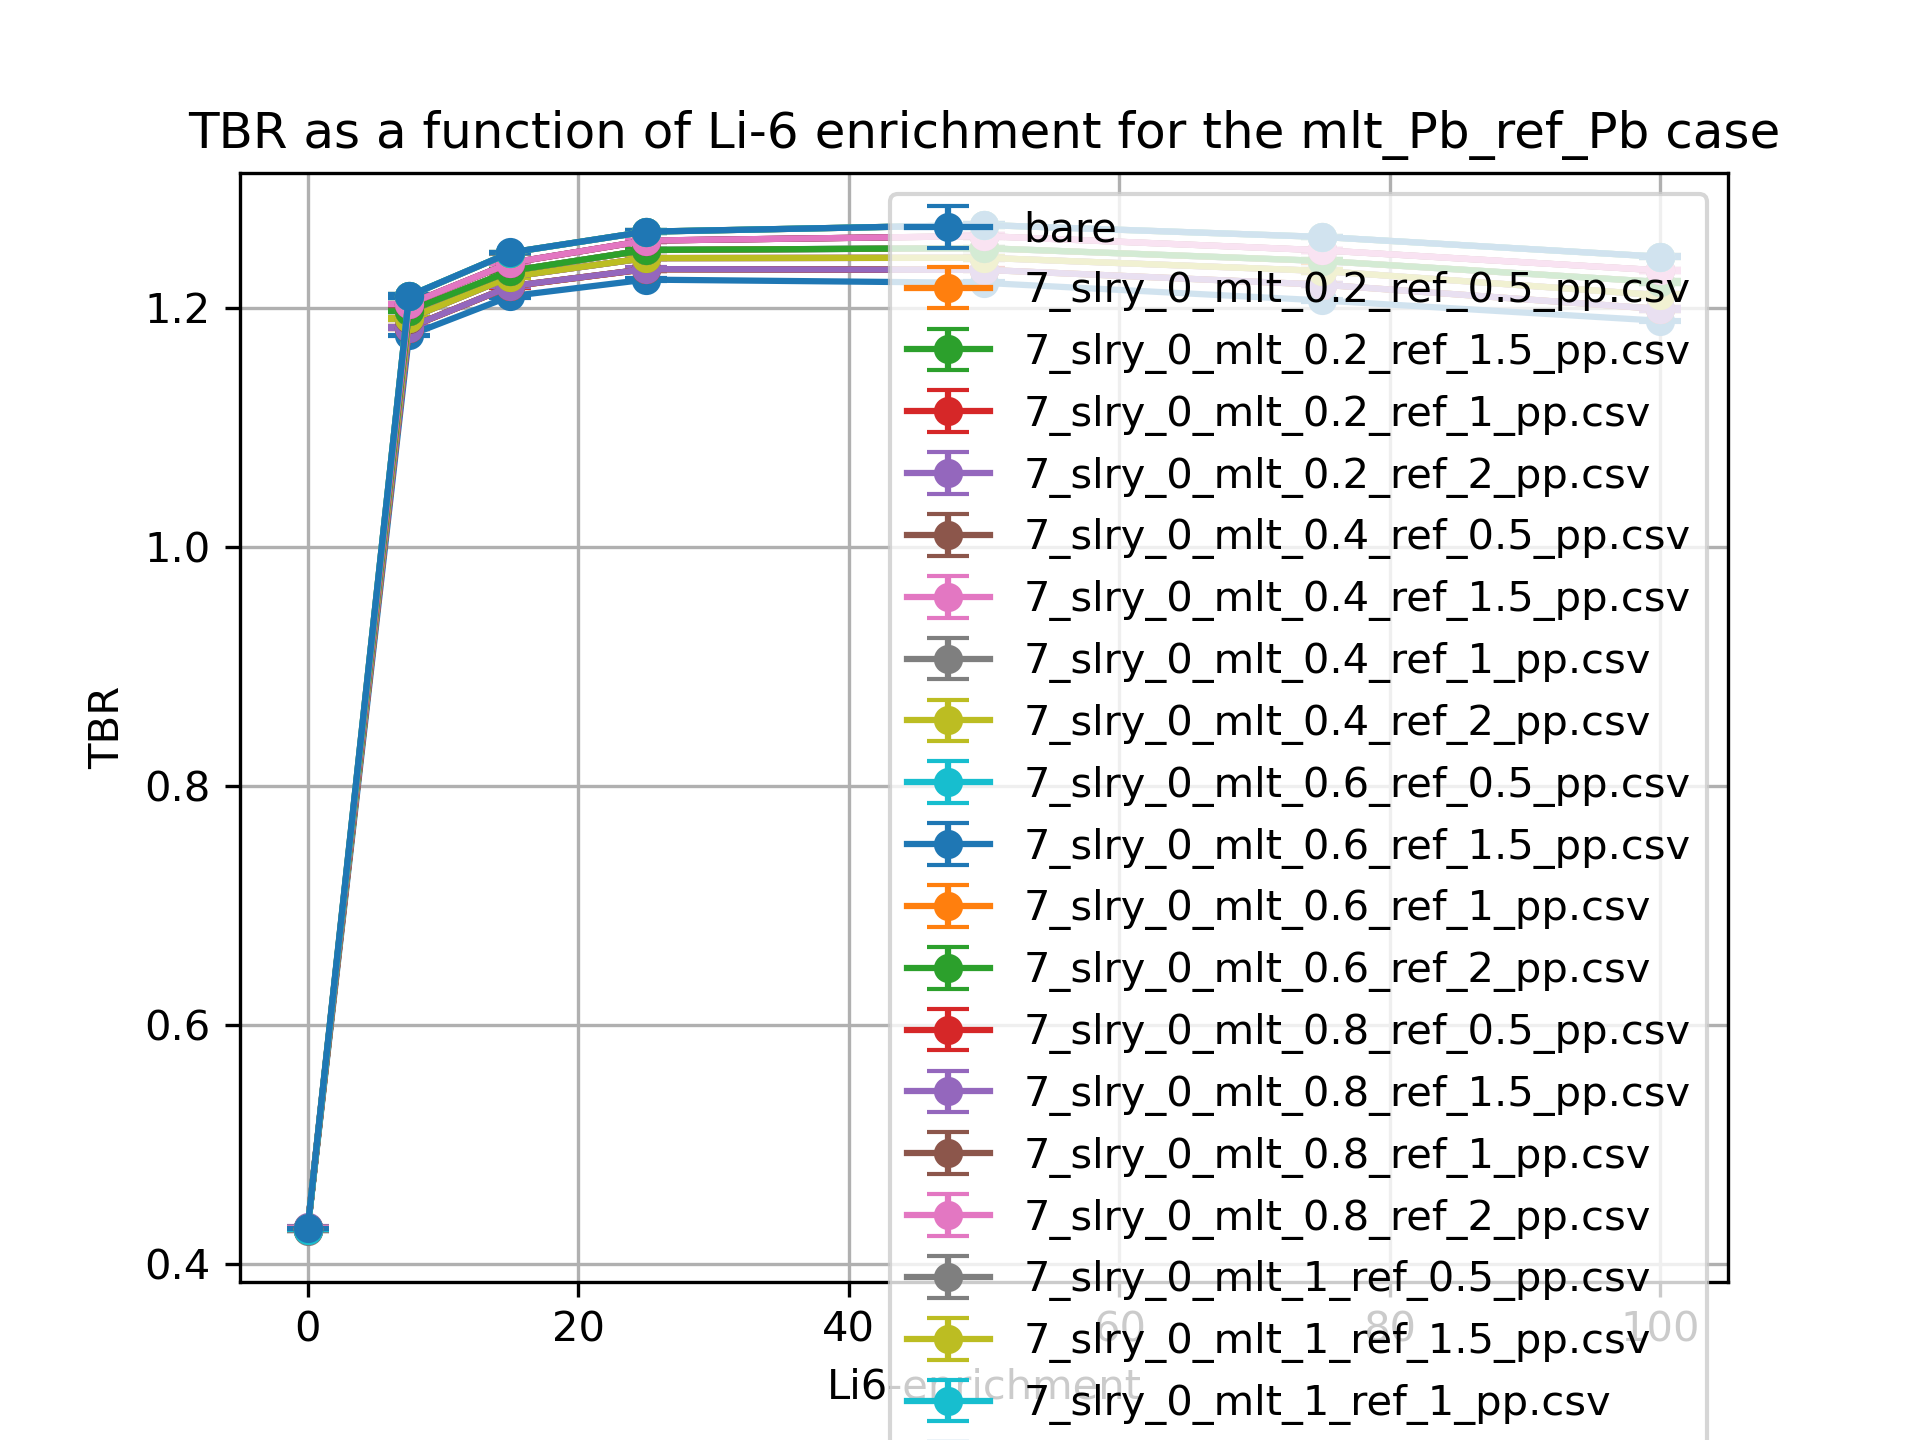 TBR as a function of Li-6 enrichment for the mlt_Pb_ref_Pb case
TBR
1.2
1.0
0.8
0.6
0.4
0
20
40
60
80
100
Li6-enrichment
bare
7_slry_0_mlt_0.2_ref_0.5_pp.csv
7_slry_0_mlt_0.2_ref_1.5_pp.csv
7_slry_0_mlt_0.2_ref_1_pp.csv
7_slry_0_mlt_0.2_ref_2_pp.csv
7_slry_0_mlt_0.4_ref_0.5_pp.csv
7_slry_0_mlt_0.4_ref_1.5_pp.csv
7_slry_0_mlt_0.4_ref_1_pp.csv
7_slry_0_mlt_0.4_ref_2_pp.csv
7_slry_0_mlt_0.6_ref_0.5_pp.csv
7_slry_0_mlt_0.6_ref_1.5_pp.csv
7_slry_0_mlt_0.6_ref_1_pp.csv
7_slry_0_mlt_0.6_ref_2_pp.csv
7_slry_0_mlt_0.8_ref_0.5_pp.csv
7_slry_0_mlt_0.8_ref_1.5_pp.csv
7_slry_0_mlt_0.8_ref_1_pp.csv
7_slry_0_mlt_0.8_ref_2_pp.csv
7_slry_0_mlt_1_ref_0.5_pp.csv
7_slry_0_mlt_1_ref_1.5_pp.csv
7_slry_0_mlt_1_ref_1_pp.csv